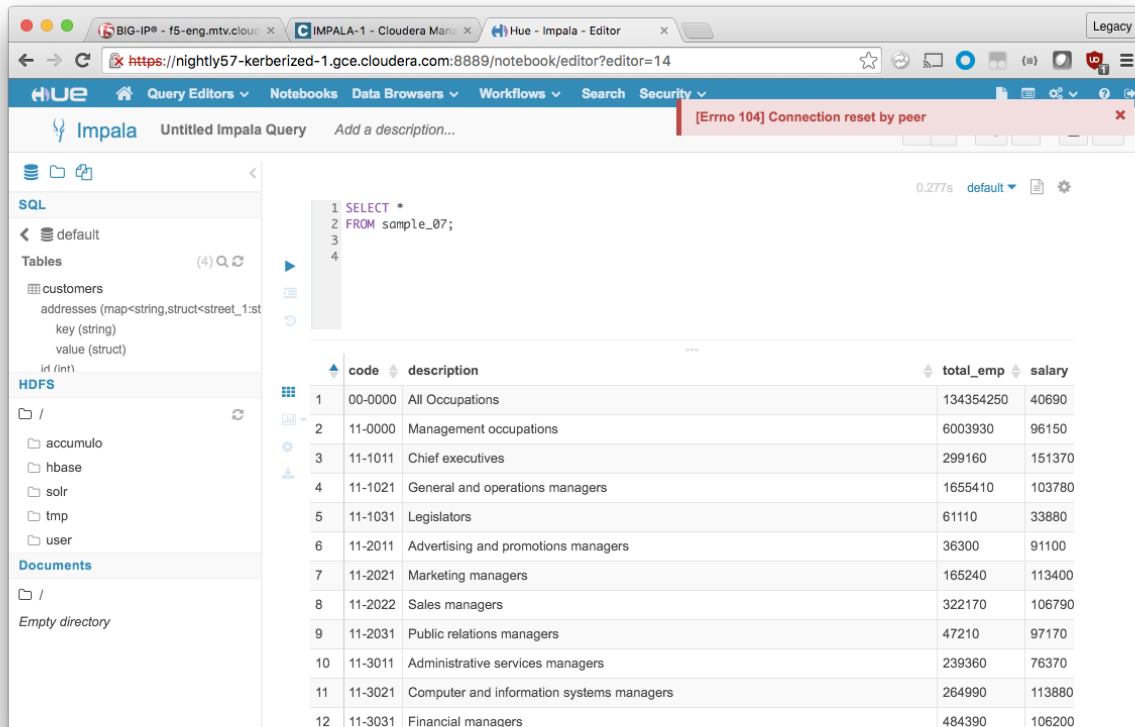 BIG-IP® - f5-eng.mtv.cloud
IMPALA-1 - Cloudera Mana
Hue - Impala - Editor
Legacy
https://nightly57-kerberized-1.gce.cloudera.com:8889/notebook/editor?editor=14
HUE Query Editors Notebooks Data Browsers Workflows Search Security
Impala Untitled Impala Query Add a description...
[Errno 104] Connection reset by peer
0.277s default
SQL
default
Tables (4)
customers
addresses (map<string,struct<street_1:st
key (string)
value (struct)
id (int)
HDFS
/
accumulo
hbase
solr
tmp
user
Documents
/
Empty directory
1 SELECT *
2 FROM sample_07;
3
4
code description total_emp salary
1 00-0000 All Occupations 134354250 40690
2 11-0000 Management occupations 6003930 96150
3 11-1011 Chief executives 299160 151370
4 11-1021 General and operations managers 1655410 103780
5 11-1031 Legislators 61110 33880
6 11-2011 Advertising and promotions managers 36300 91100
7 11-2021 Marketing managers 165240 113400
8 11-2022 Sales managers 322170 106790
9 11-2031 Public relations managers 47210 97170
10 11-3011 Administrative services managers 239360 76370
11 11-3021 Computer and information systems managers 264990 113880
12 11-3031 Financial managers 484390 106200